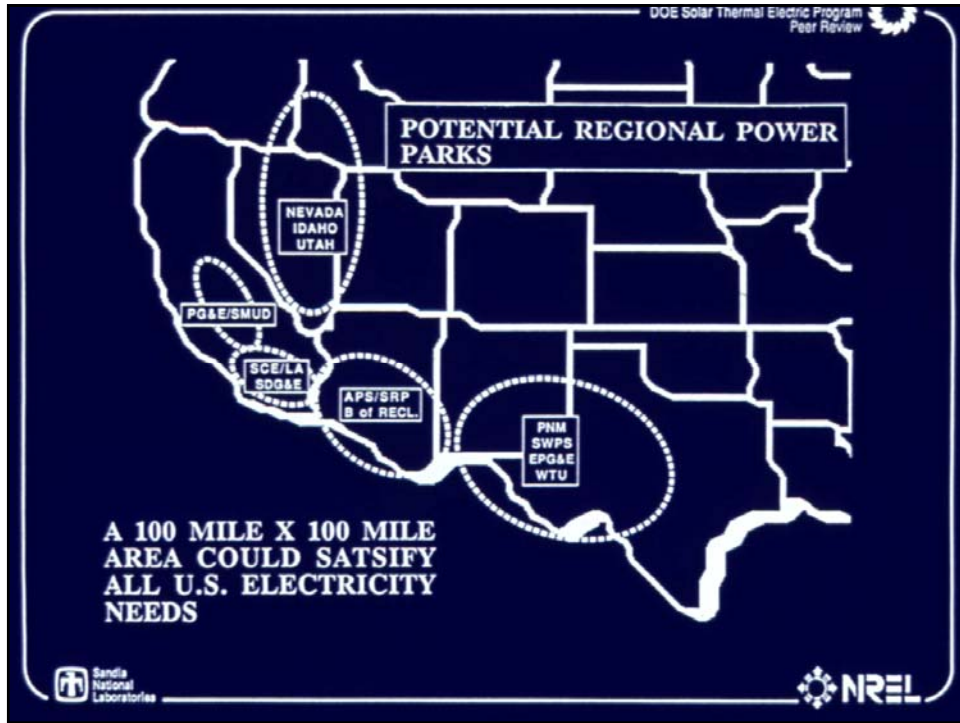 DOE Solar Thermal Electric Program
Peer Review
POTENTIAL REGIONAL POWER
PARKS
NEVADA
IDAHO
UTAH
PG&E/SMUD
SCE/LA
SDG&E
APS/SRP
B of RECL.
PNM
SWPS
EPG&E
WTU
A 100 MILE X 100 MILE
AREA COULD SATSIFY
ALL U.S. ELECTRICITY
NEEDS
Sandia
National
Laboratories
NREL